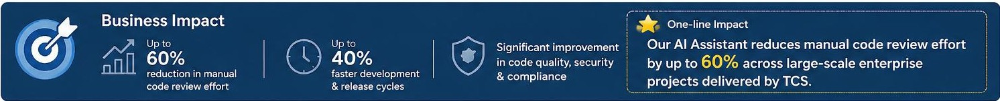 Business Impact
Up to
60%
reduction in manual
code review effort
Up to
40%
faster development
& release cycles
Significant improvement
in code quality, security
& compliance
One-line Impact
Our AI Assistant reduces manual code review effort
by up to 60% across large-scale enterprise
projects delivered by TCS.